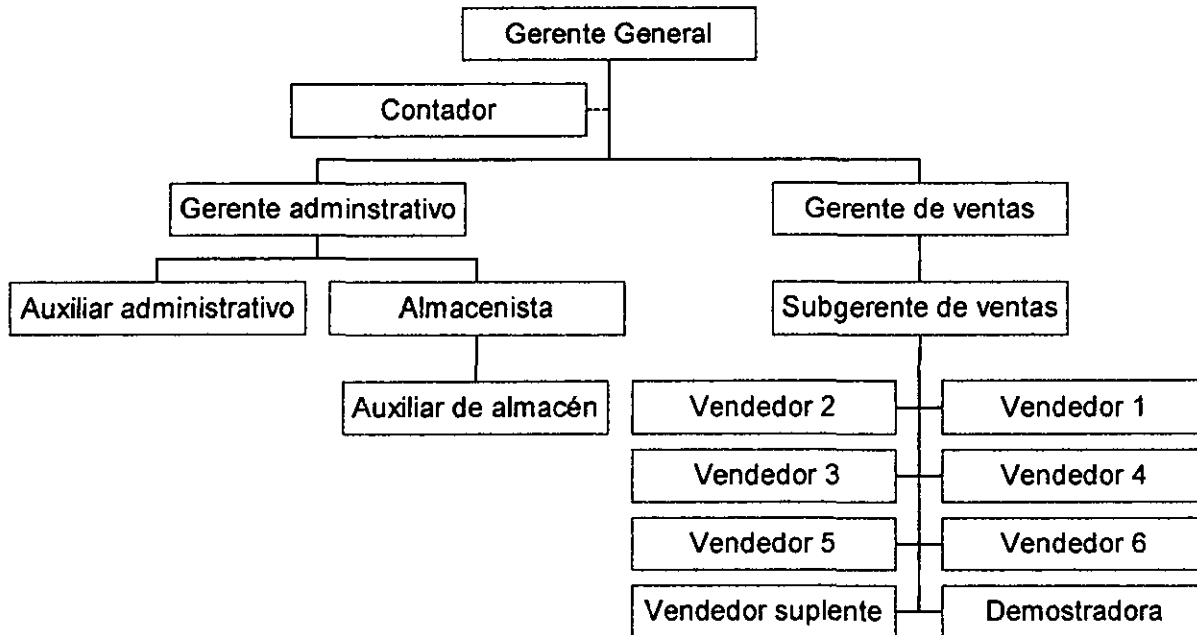 Gerente General
Contador
Gerente adminstrativo
Gerente de ventas
Auxiliar administrativo
Almacenista
Subgerente de ventas
Auxiliar de almacén
Vendedor 2
Vendedor 1
Vendedor 3
Vendedor 4
Vendedor 5
Vendedor 6
Vendedor suplente
Demostradora